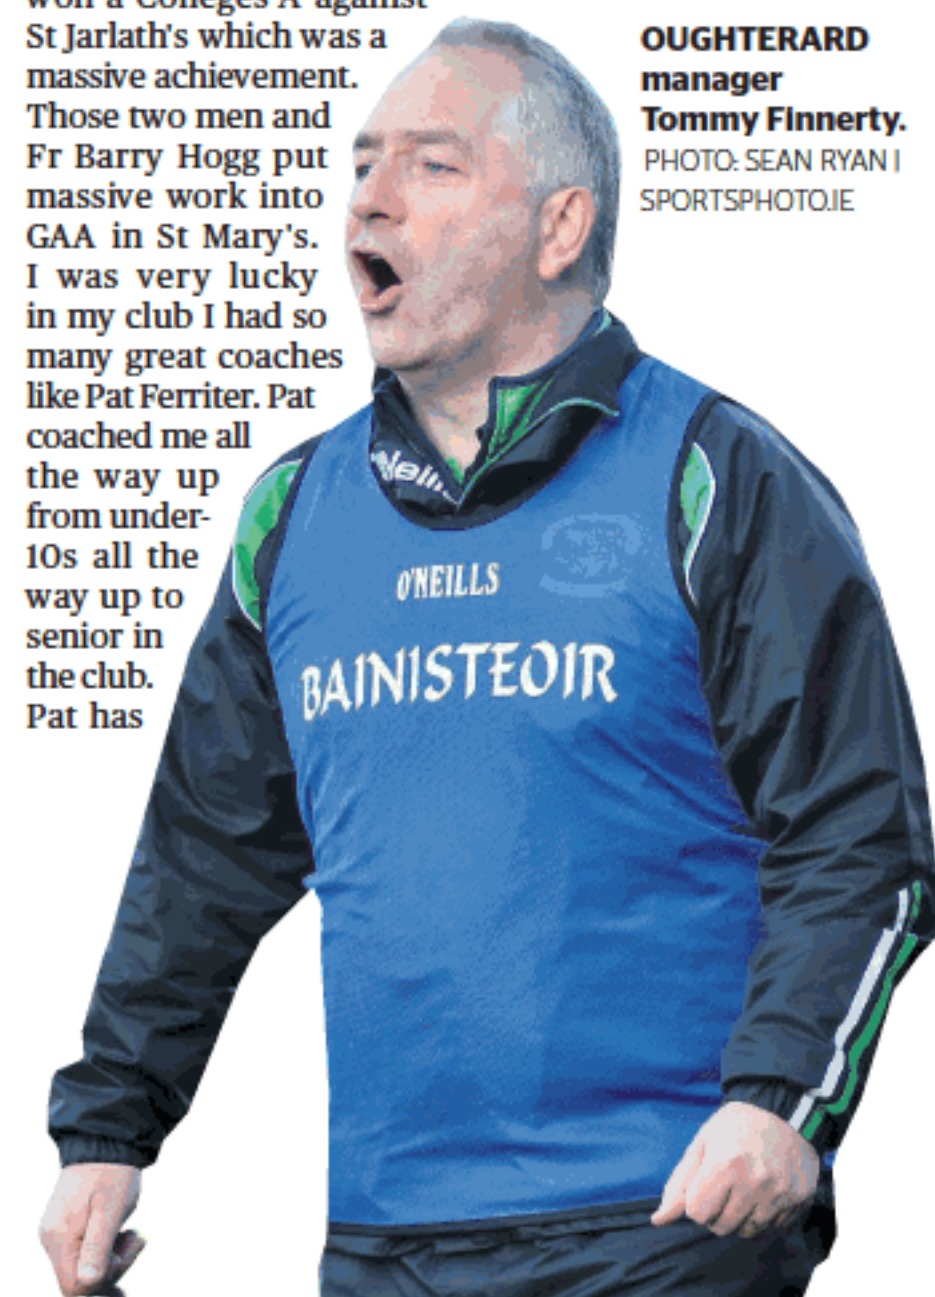 won a Colleges A against
St Jarlath's which was a
massive achievement.
Those two men and
Fr Barry Hogg put
massive work into
GAA in St Mary's.
I was very lucky
in my club I had so
many great coaches
like Pat Ferriter. Pat
coached me all
the way up
from under-
10s all the
way up to
senior in
the club.
Pat has
OUGHTERARD
manager
Tommy Finnerty.
PHOTO: SEAN RYAN |
SPORTSPHOTO.IE
O'NEILLS
BAINISTEOIR